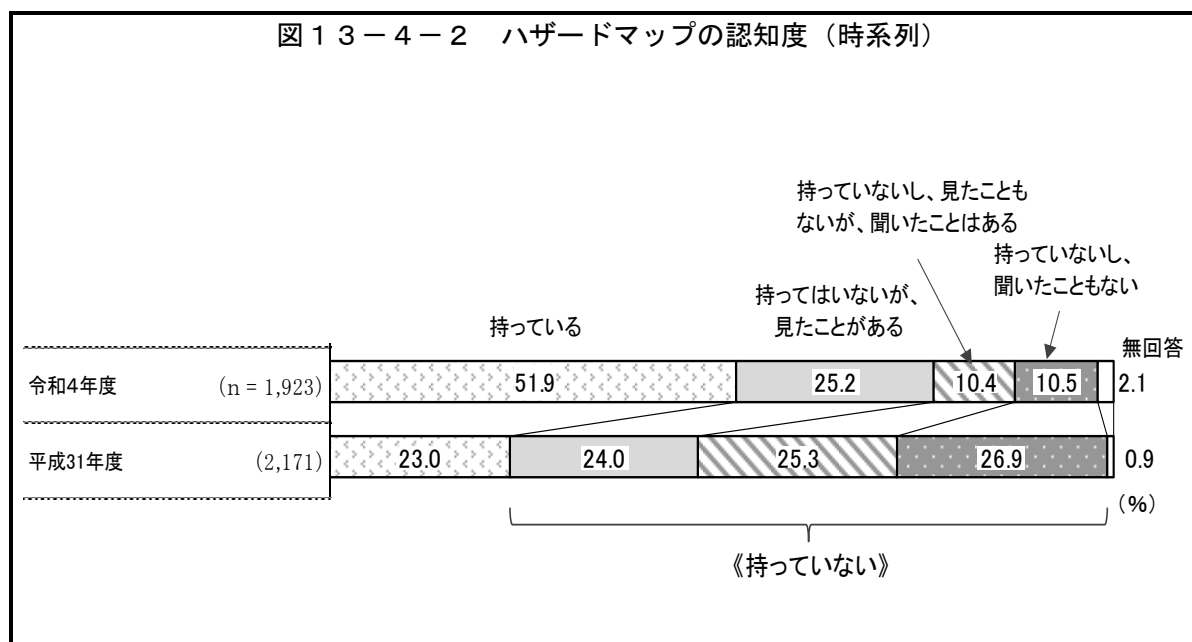 図13－4－2　ハザードマップの認知度（時系列）
持っていないし、見たことも
ないが、聞いたことはある
持っていないし、
聞いたこともない
持ってはいないが、
見たことがある
持っている
無回答
令和4年度 (n = 1,923) 51.9 25.2 10.4 10.5 2.1
平成31年度 (2,171) 23.0 24.0 25.3 26.9 0.9
(％)
《持っていない》